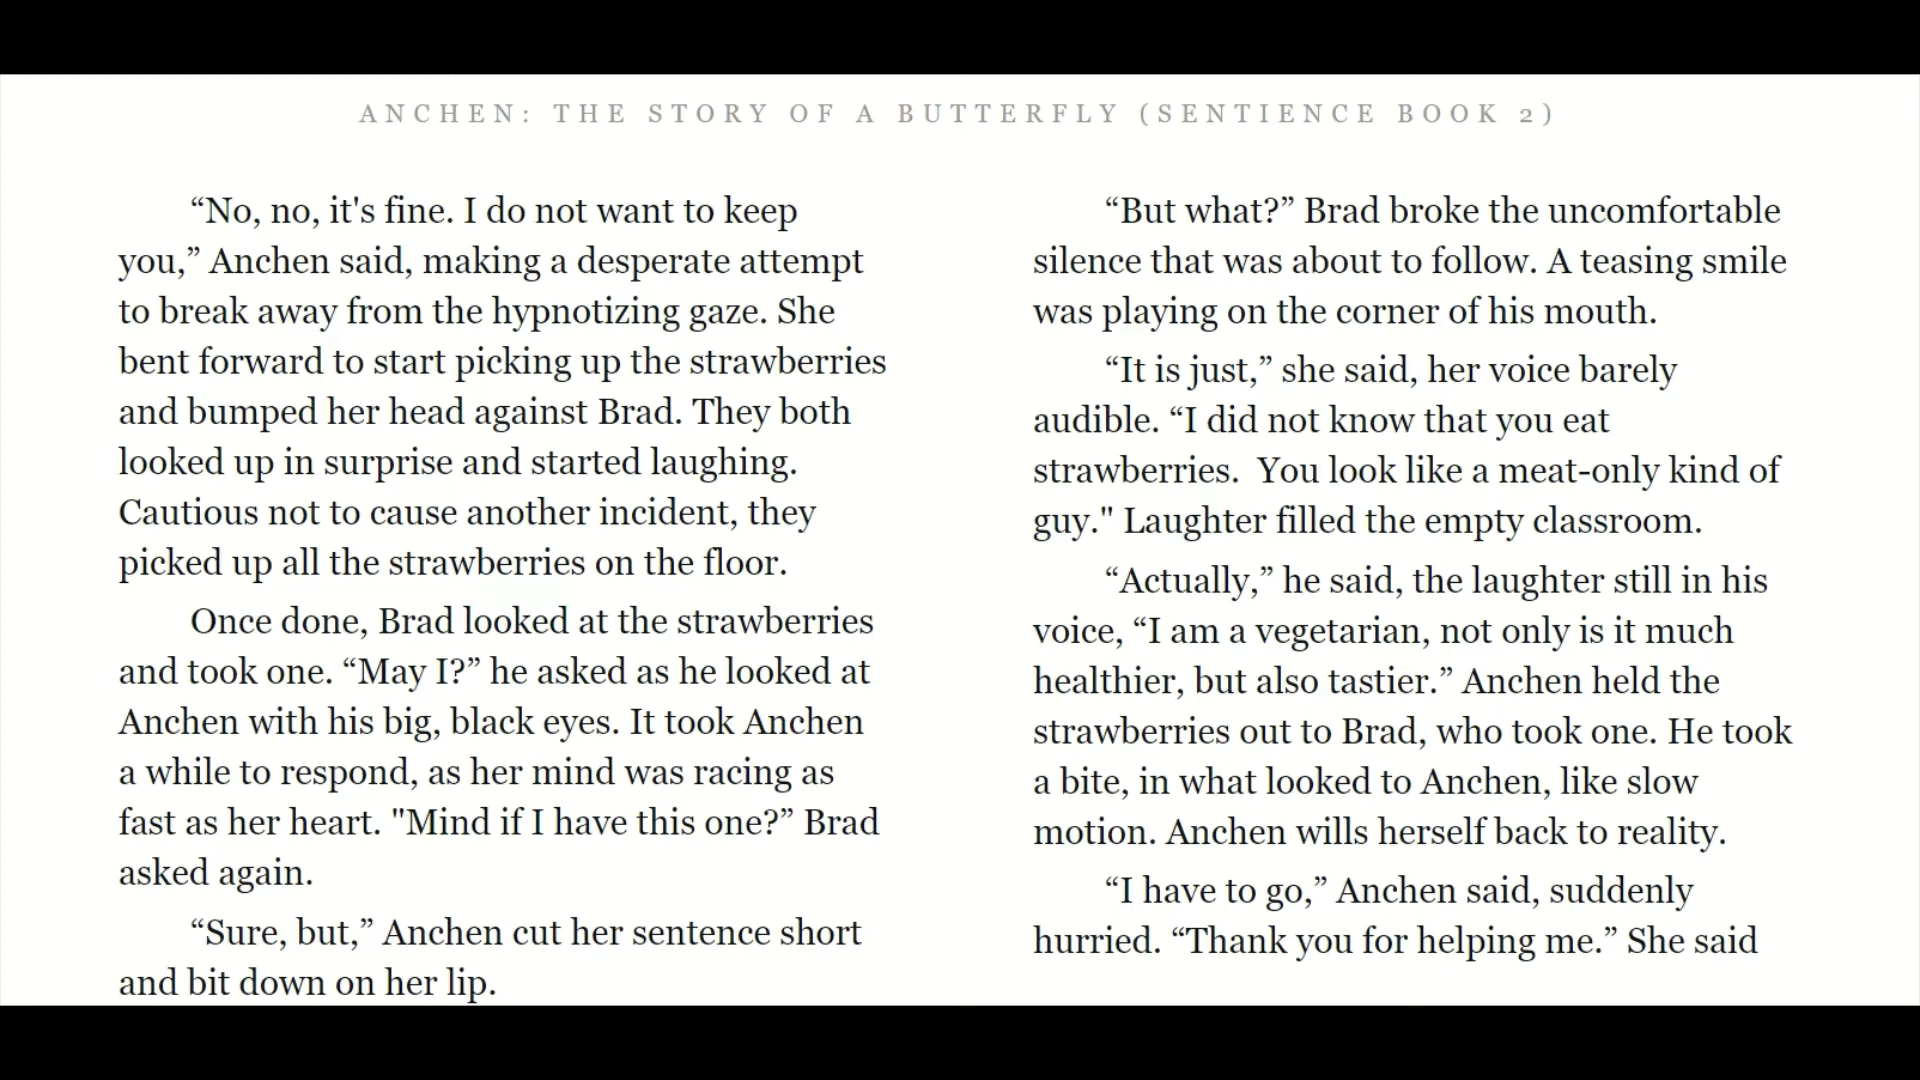 ANCHEN: THE STORY OF A BUTTERFLY (SENTIENCE BOOK 2)
“No, no, it's fine. I do not want to keep
you,” Anchen said, making a desperate attempt
to break away from the hypnotizing gaze. She
bent forward to start picking up the strawberries
and bumped her head against Brad. They both
looked up in surprise and started laughing.
Cautious not to cause another incident, they
picked up all the strawberries on the floor.
Once done, Brad looked at the strawberries
and took one. “May I?” he asked as he looked at
Anchen with his big, black eyes. It took Anchen
a while to respond, as her mind was racing as
fast as her heart. "Mind if I have this one?” Brad
asked again.
“Sure, but,” Anchen cut her sentence short
and bit down on her lip.
“But what?” Brad broke the uncomfortable
silence that was about to follow. A teasing smile
was playing on the corner of his mouth.
“It is just,” she said, her voice barely
audible. “I did not know that you eat
strawberries.  You look like a meat-only kind of
guy." Laughter filled the empty classroom.
“Actually,” he said, the laughter still in his
voice, “I am a vegetarian, not only is it much
healthier, but also tastier.” Anchen held the
strawberries out to Brad, who took one. He took
a bite, in what looked to Anchen, like slow
motion. Anchen wills herself back to reality.
“I have to go,” Anchen said, suddenly
hurried. “Thank you for helping me.” She said